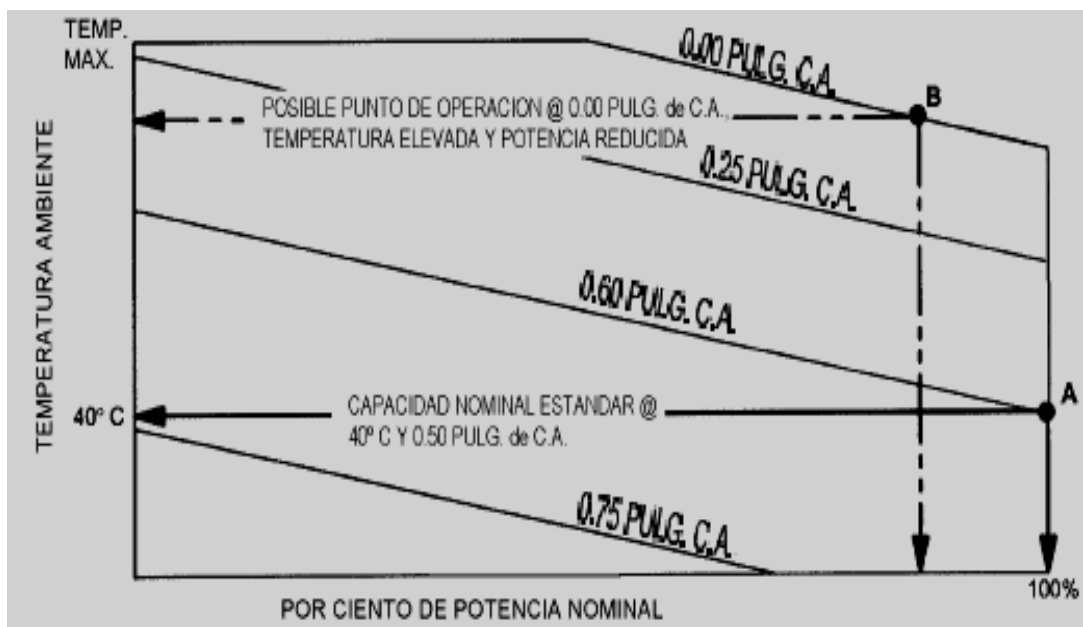 TEMP.
MAX.
0.00 PULG. C.A.
B
POSIBLE PUNTO DE OPERACION @ 0.00 PULG. de C.A.,
TEMPERATURA ELEVADA Y POTENCIA REDUCIDA
0.25 PULG. C.A.
TEMPERATURA AMBIENTE
0.60 PULG. C.A.
A
40º C
CAPACIDAD NOMINAL ESTANDAR @
40º C Y 0.50 PULG. de C.A.
0.75 PULG. C.A.
100%
POR CIENTO DE POTENCIA NOMINAL